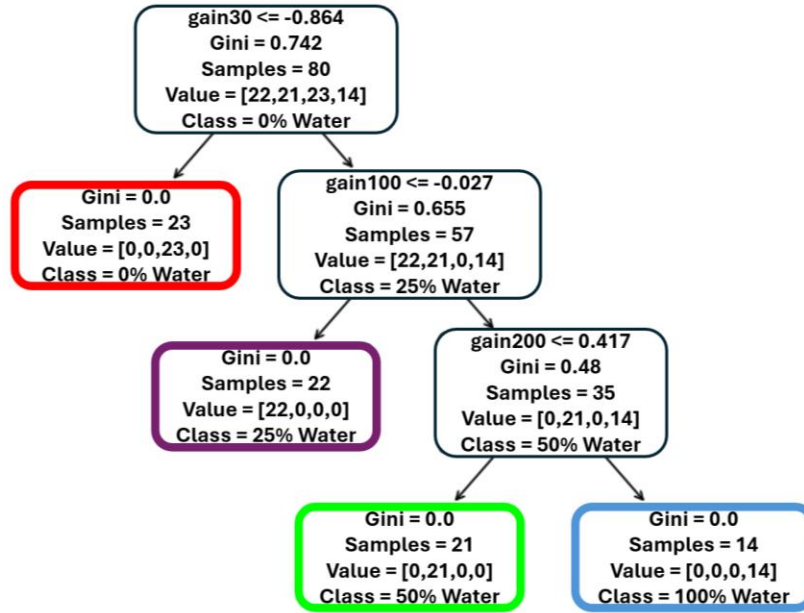 gain30 <= -0.864
Gini = 0.742
Samples = 80
Value = [22,21,23,14]
Class = 0% Water
Gini = 0.0
Samples = 23
Value = [0,0,23,0]
Class = 0% Water
gain100 <= -0.027
Gini = 0.655
Samples = 57
Value = [22,21,0,14]
Class = 25% Water
Gini = 0.0
Samples = 22
Value = [22,0,0,0]
Class = 25% Water
gain200 <= 0.417
Gini = 0.48
Samples = 35
Value = [0,21,0,14]
Class = 50% Water
Gini = 0.0
Samples = 21
Value = [0,21,0,0]
Class = 50% Water
Gini = 0.0
Samples = 14
Value = [0,0,0,14]
Class = 100% Water